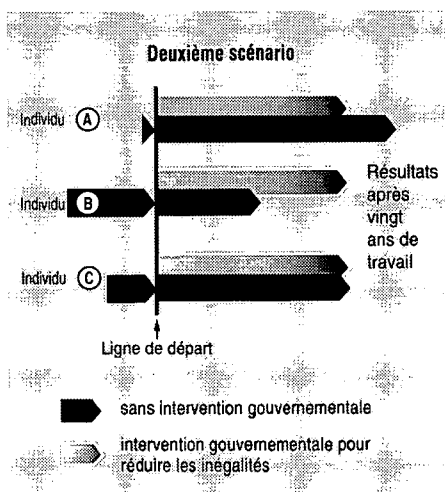 Deuxième scénario
Individu A
Individu B
Individu C
Résultats
après
vingt
ans de
travail
Ligne de départ
sans intervention gouvernementale
intervention gouvernementale pour
réduire les inégalités